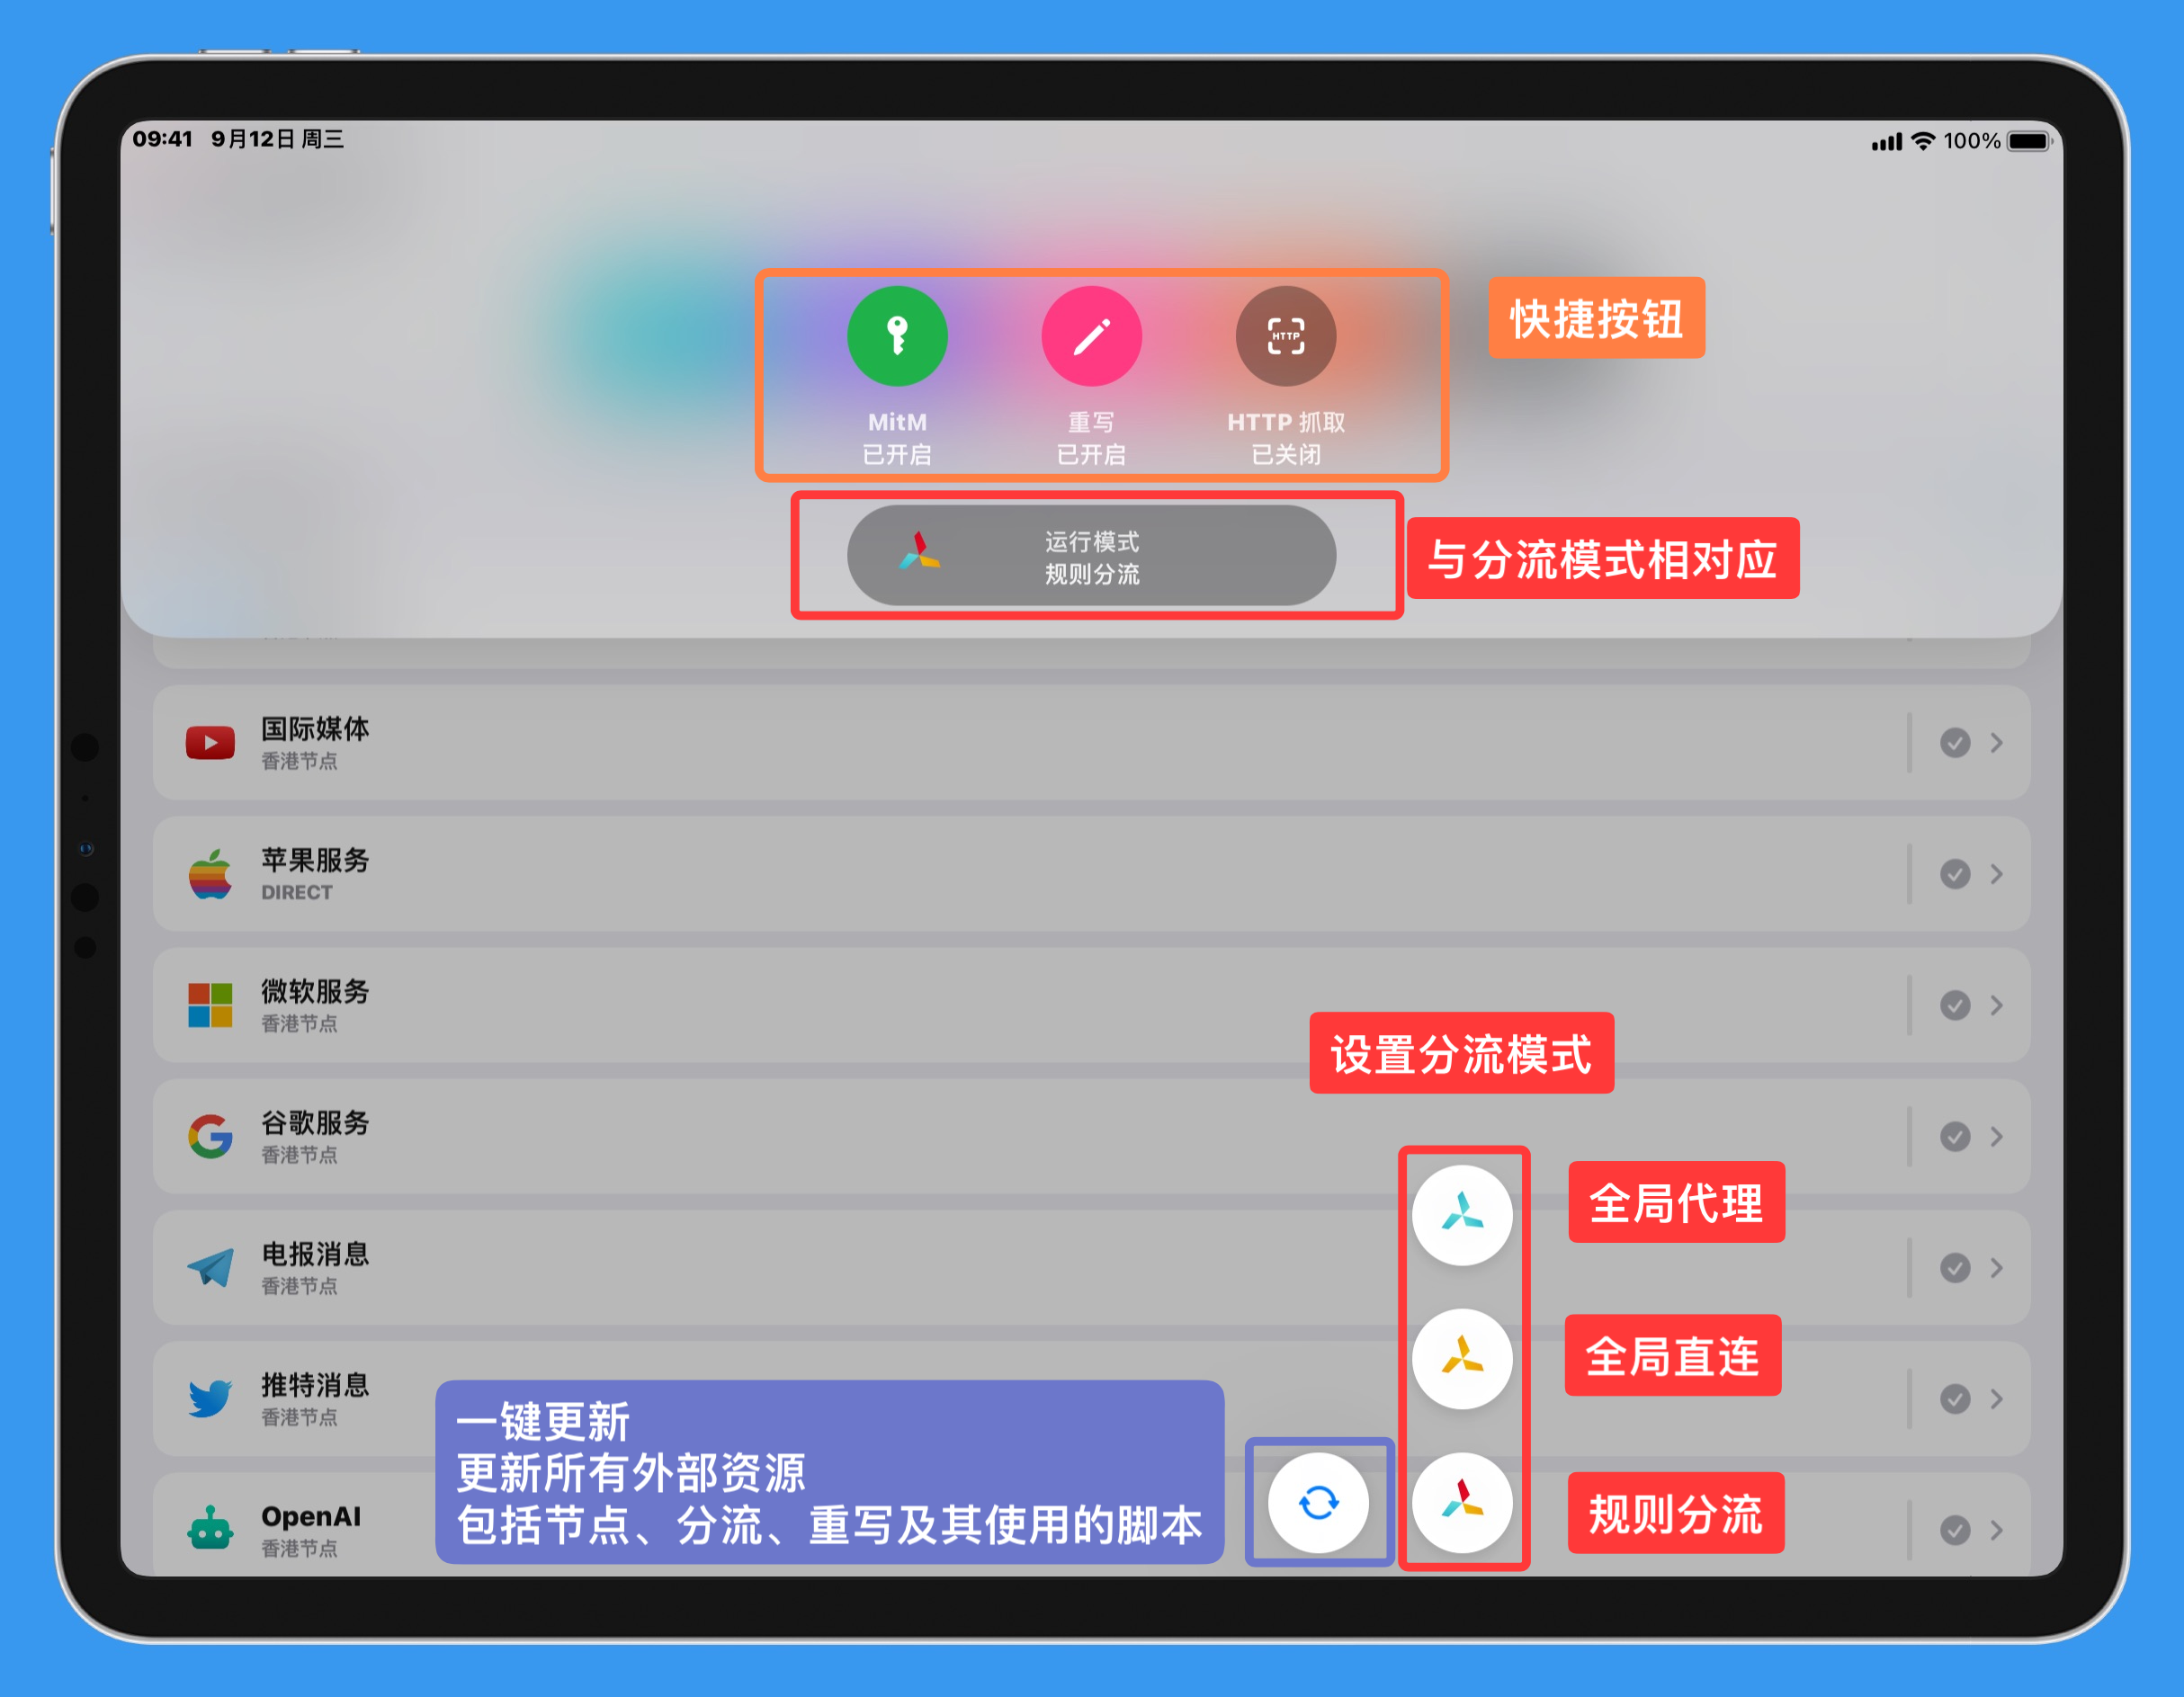 09:41 9月12日 周三
100%
快捷按钮
HTTP
MitM
已开启
重写
已开启
HTTP 抓取
已关闭
运行模式
规则分流
与分流模式相对应
国际媒体
香港节点
苹果服务
DIRECT
微软服务
香港节点
设置分流模式
谷歌服务
香港节点
全局代理
电报消息
香港节点
全局直连
推特消息
香港节点
一键更新
更新所有外部资源
包括节点、分流、重写及其使用的脚本
规则分流
OpenAI
香港节点